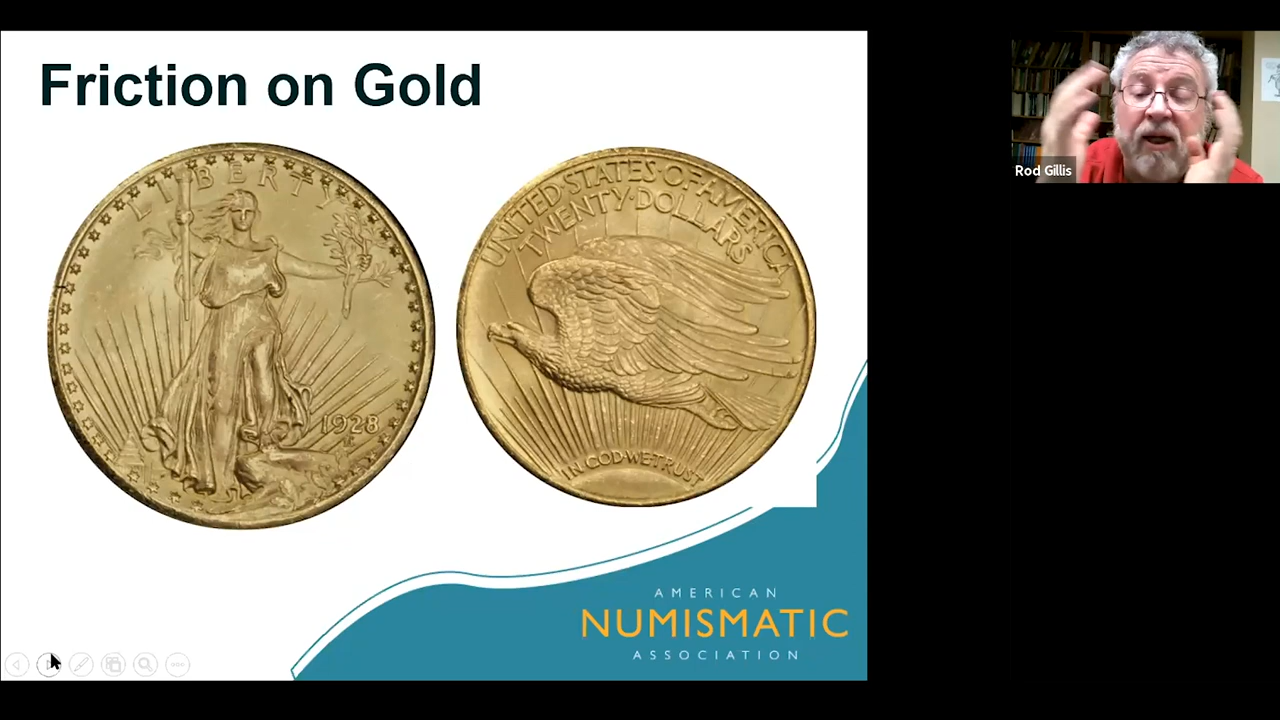 Friction on Gold
LIBERTY
1928
UNITED·STATES·OF·AMERICA
TWENTY·DOLLARS
IN·GOD·WE·TRUST
AMERICAN
NUMISMATIC
ASSOCIATION
Rod Gillis